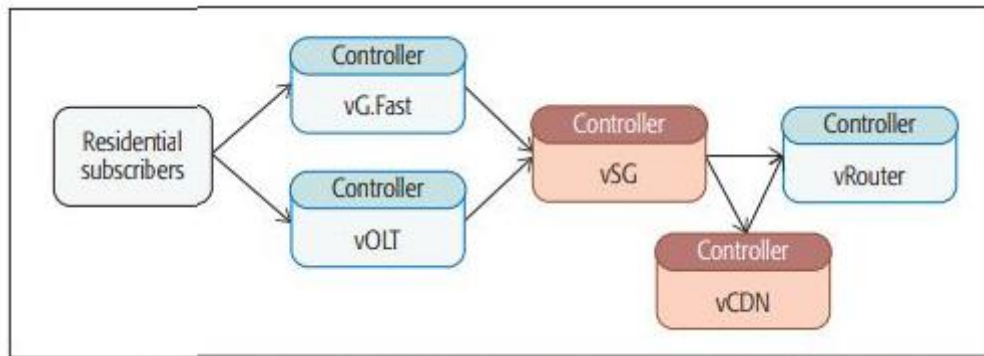 Residential
subscribers
Controller
vG.Fast
Controller
vOLT
Controller
vSG
Controller
vRouter
Controller
vCDN